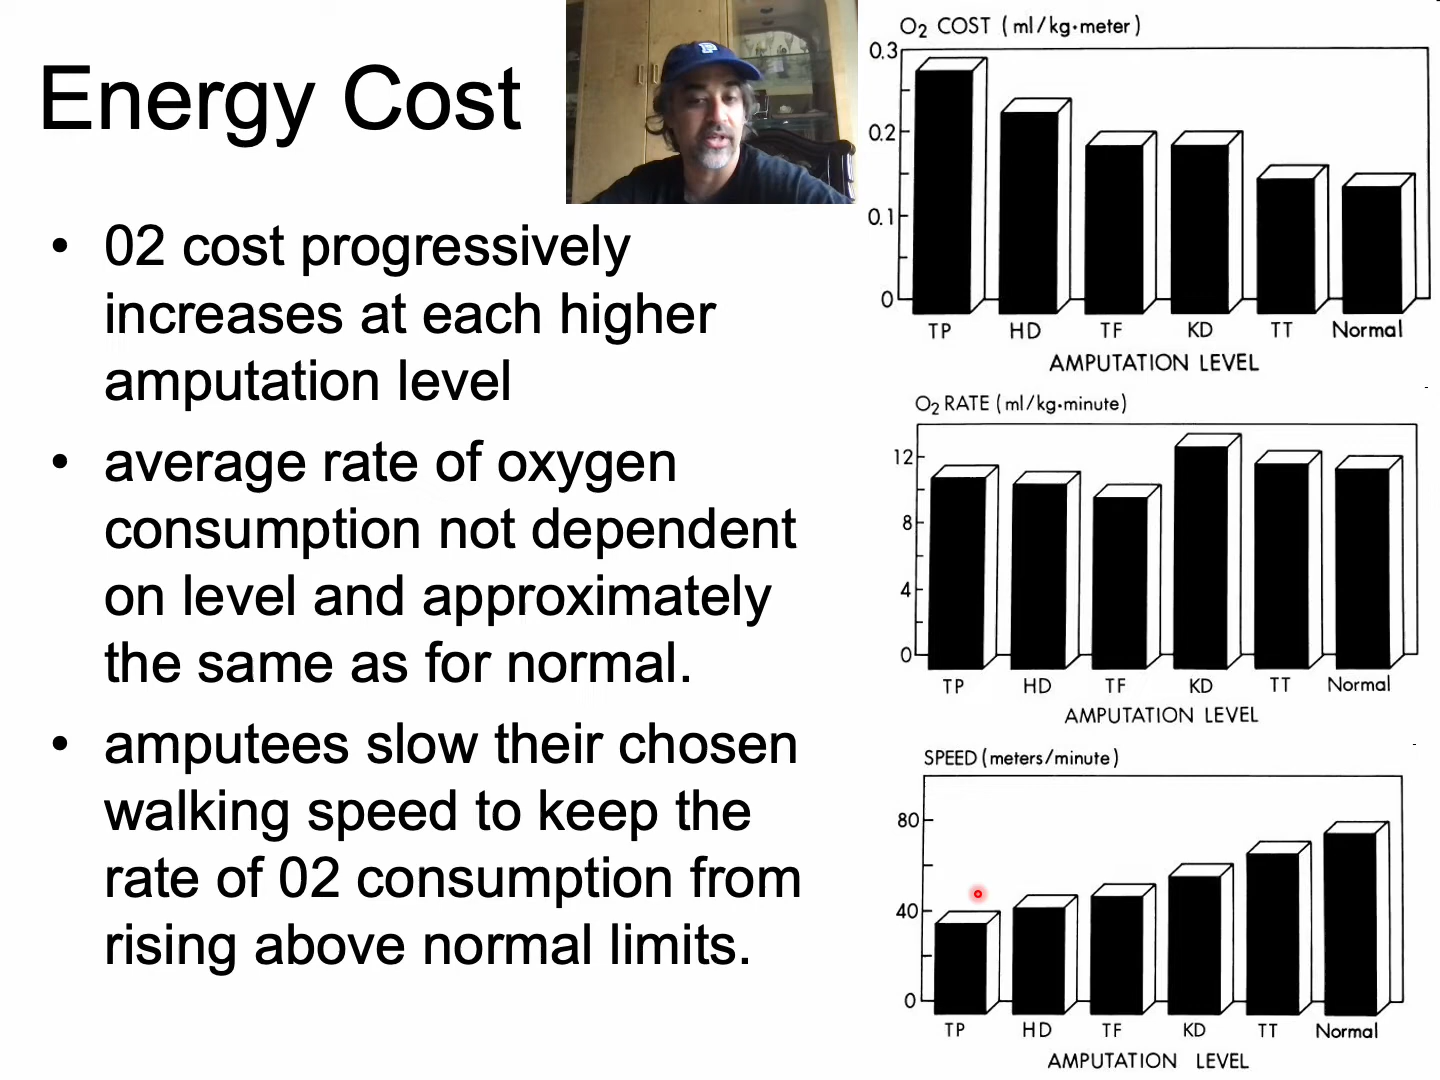 Energy Cost
• 02 cost progressively
increases at each higher
amputation level
• average rate of oxygen
consumption not dependent
on level and approximately
the same as for normal.
• amputees slow their chosen
walking speed to keep the
rate of 02 consumption from
rising above normal limits.
O2 COST (ml/kg·meter)
0.3
0.2
0.1
0
TP HD TF KD TT Normal
AMPUTATION LEVEL
O2 RATE (ml/kg·minute)
12
8
4
0
TP HD TF KD TT Normal
AMPUTATION LEVEL
SPEED (meters/minute)
80
40
0
TP HD TF KD TT Normal
AMPUTATION LEVEL